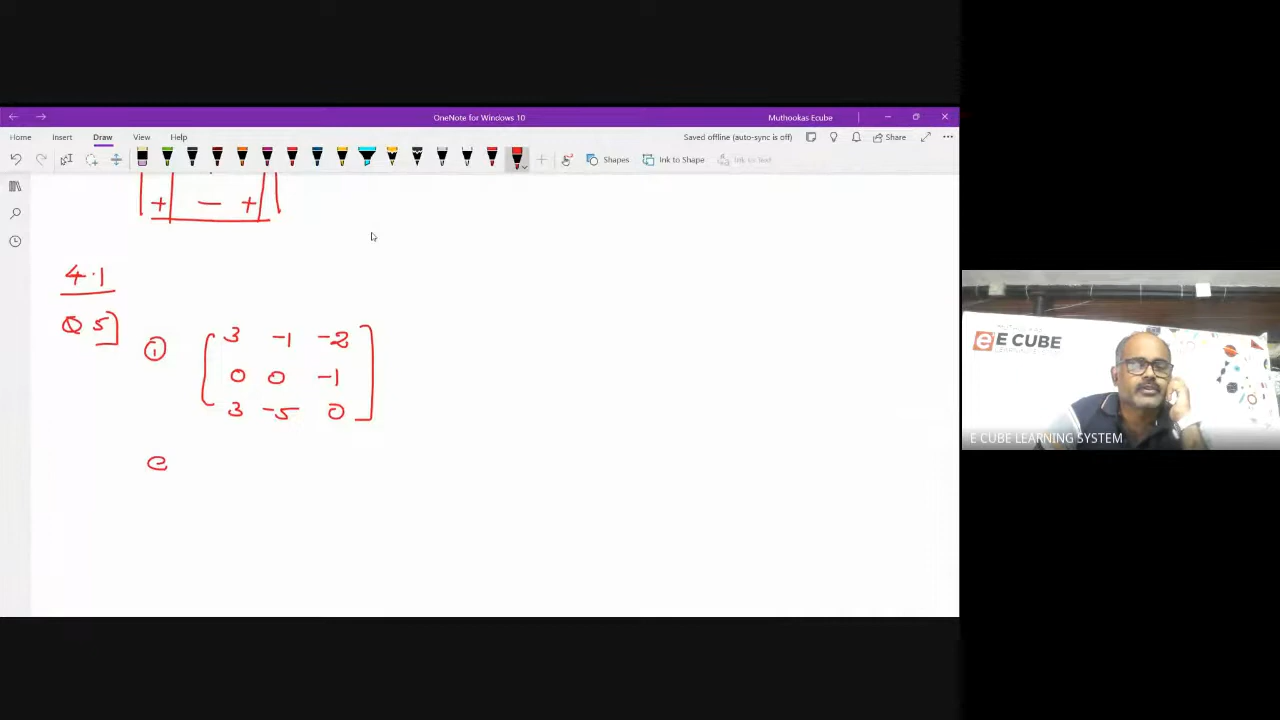 OneNote for Windows 10
Muthookas Ecube
Home Insert Draw View Help
Saved offline (auto-sync is off)
Share
Shapes
Ink to Shape
Ink to Text
+ - +
4.1
Q 5]
① 3 -1 -2
0 0 -1
3 -5 0
e E CUBE
E CUBE LEARNING SYSTEM